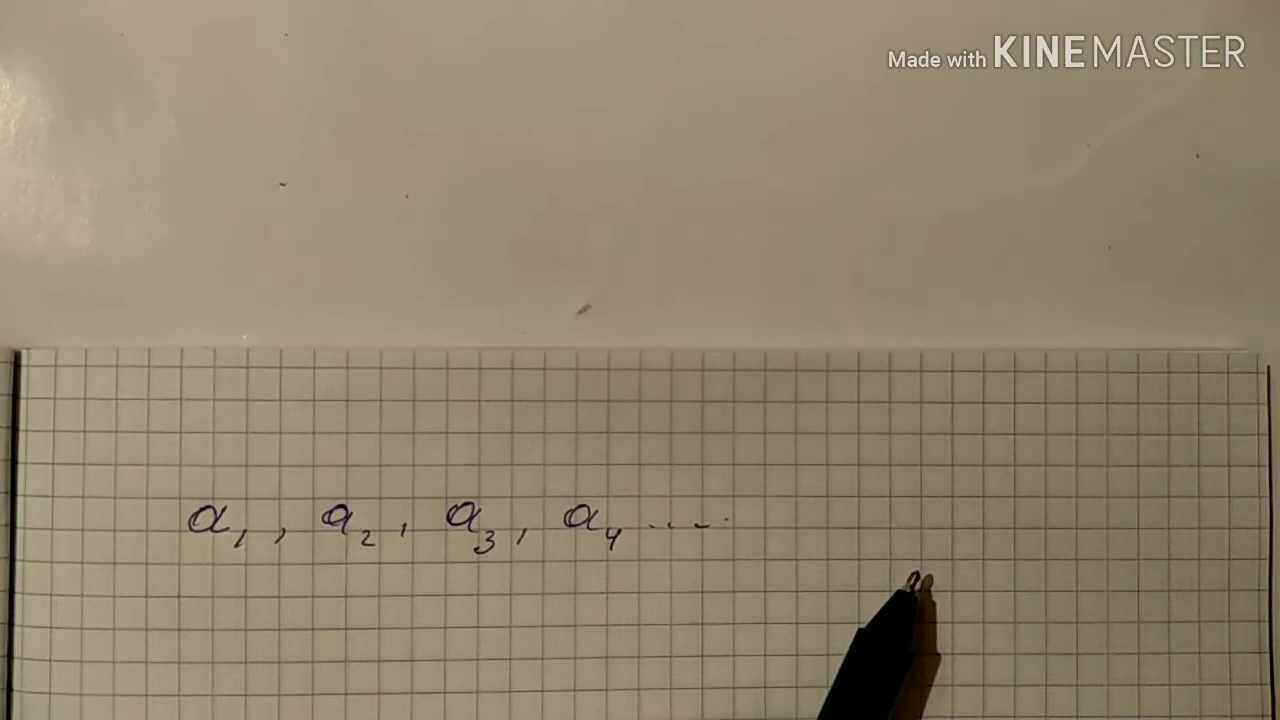 Made with KINEMASTER
a₁, a₂, a₃, a₄ ....